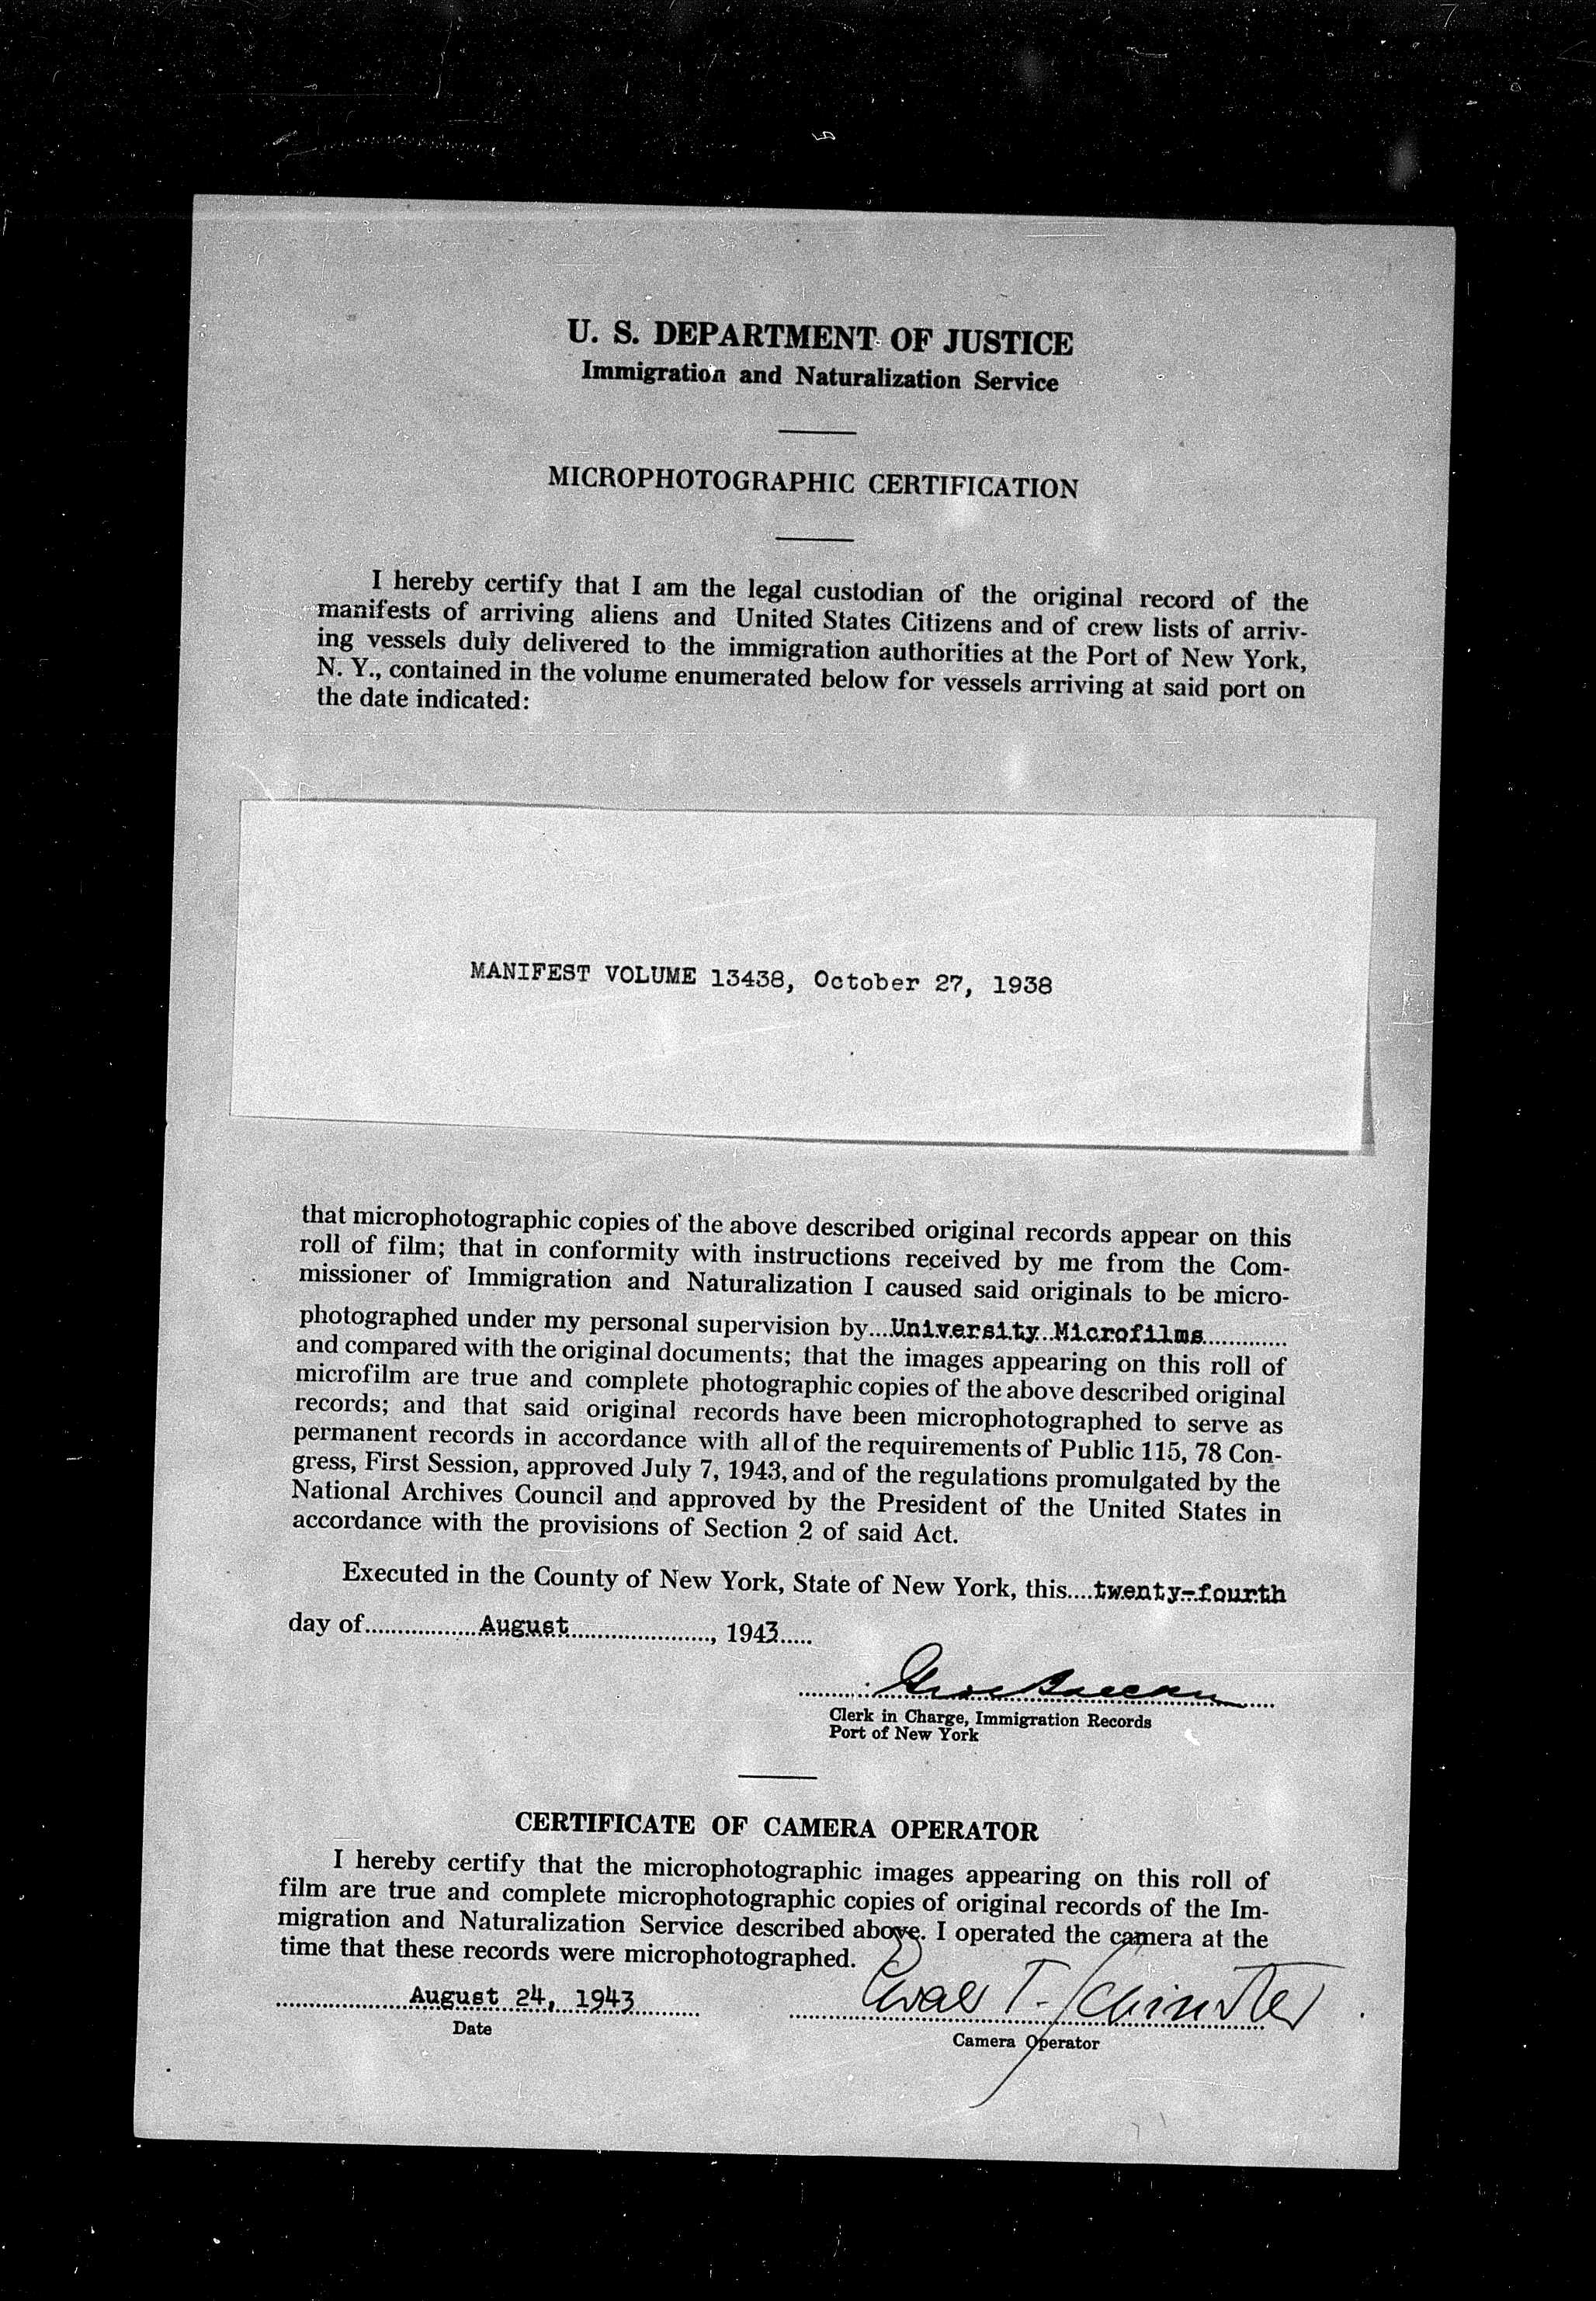 U. S. DEPARTMENT OF JUSTICE
Immigration and Naturalization Service
MICROPHOTOGRAPHIC CERTIFICATION
I hereby certify that I am the legal custodian of the original record of the
manifests of arriving aliens and United States Citizens and of crew lists of arriv-
ing vessels duly delivered to the immigration authorities at the Port of New York,
N. Y., contained in the volume enumerated below for vessels arriving at said port on
the date indicated:
MANIFEST VOLUME 13438, October 27, 1938
that microphotographic copies of the above described original records appear on this
roll of film; that in conformity with instructions received by me from the Com-
missioner of Immigration and Naturalization I caused said originals to be micro-
photographed under my personal supervision by....University Microfilms.............
and compared with the original documents; that the images appearing on this roll of
microfilm are true and complete photographic copies of the above described original
records; and that said original records have been microphotographed to serve as
permanent records in accordance with all of the requirements of Public 115, 78 Con-
gress, First Session, approved July 7, 1943, and of the regulations promulgated by the
National Archives Council and approved by the President of the United States in
accordance with the provisions of Section 2 of said Act.
Executed in the County of New York, State of New York, this....twenty-fourth
day of.................August......................, 1943.....
Clerk in Charge, Immigration Records
Port of New York
CERTIFICATE OF CAMERA OPERATOR
I hereby certify that the microphotographic images appearing on this roll of
film are true and complete microphotographic copies of original records of the Im-
migration and Naturalization Service described above. I operated the camera at the
time that these records were microphotographed.
August 24, 1943
T. Schindler
Date
Camera Operator